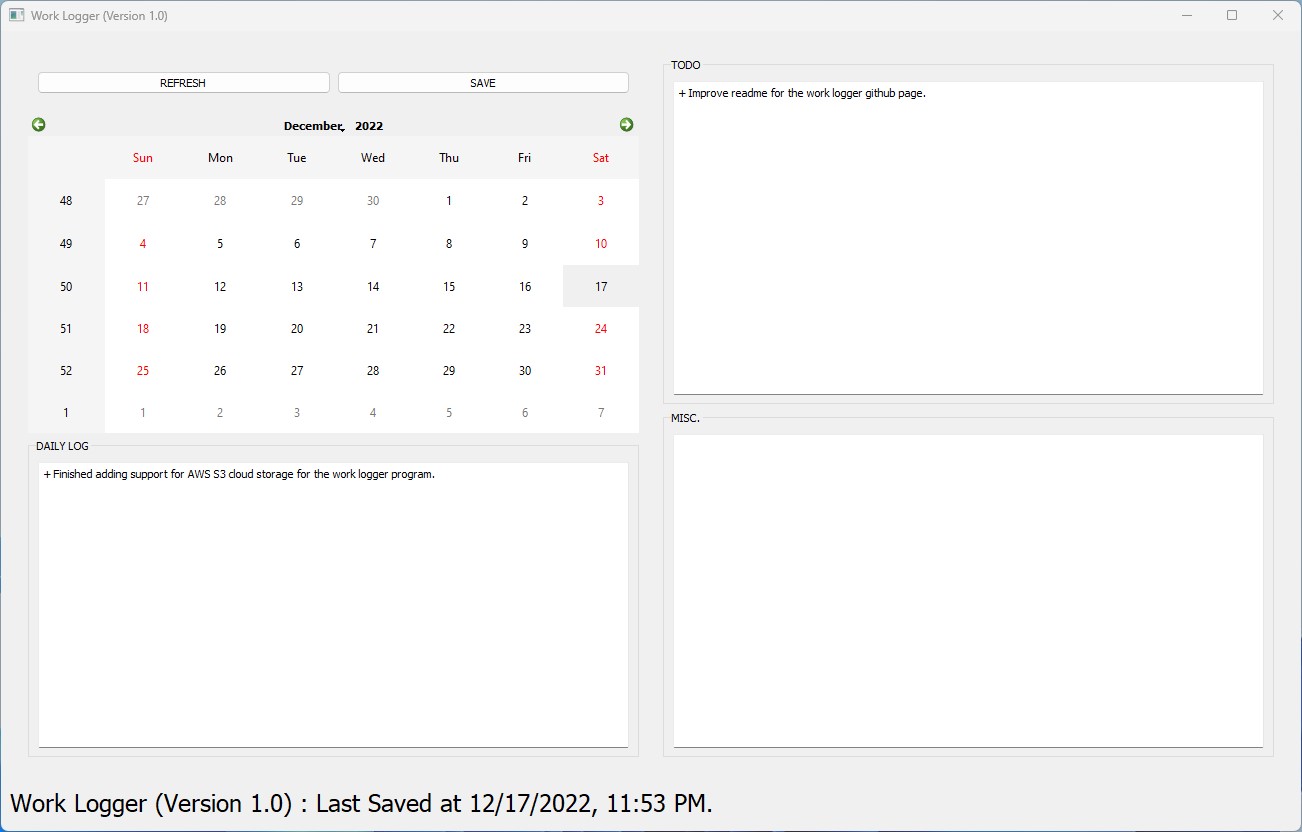 Work Logger (Version 1.0)
REFRESH SAVE
December, 2022
Sun Mon Tue Wed Thu Fri Sat
48 27 28 29 30 1 2 3
49 4 5 6 7 8 9 10
50 11 12 13 14 15 16 17
51 18 19 20 21 22 23 24
52 25 26 27 28 29 30 31
1 1 2 3 4 5 6 7
DAILY LOG
+ Finished adding support for AWS S3 cloud storage for the work logger program.
TODO
+ Improve readme for the work logger github page.
MISC.
Work Logger (Version 1.0) : Last Saved at 12/17/2022, 11:53 PM.